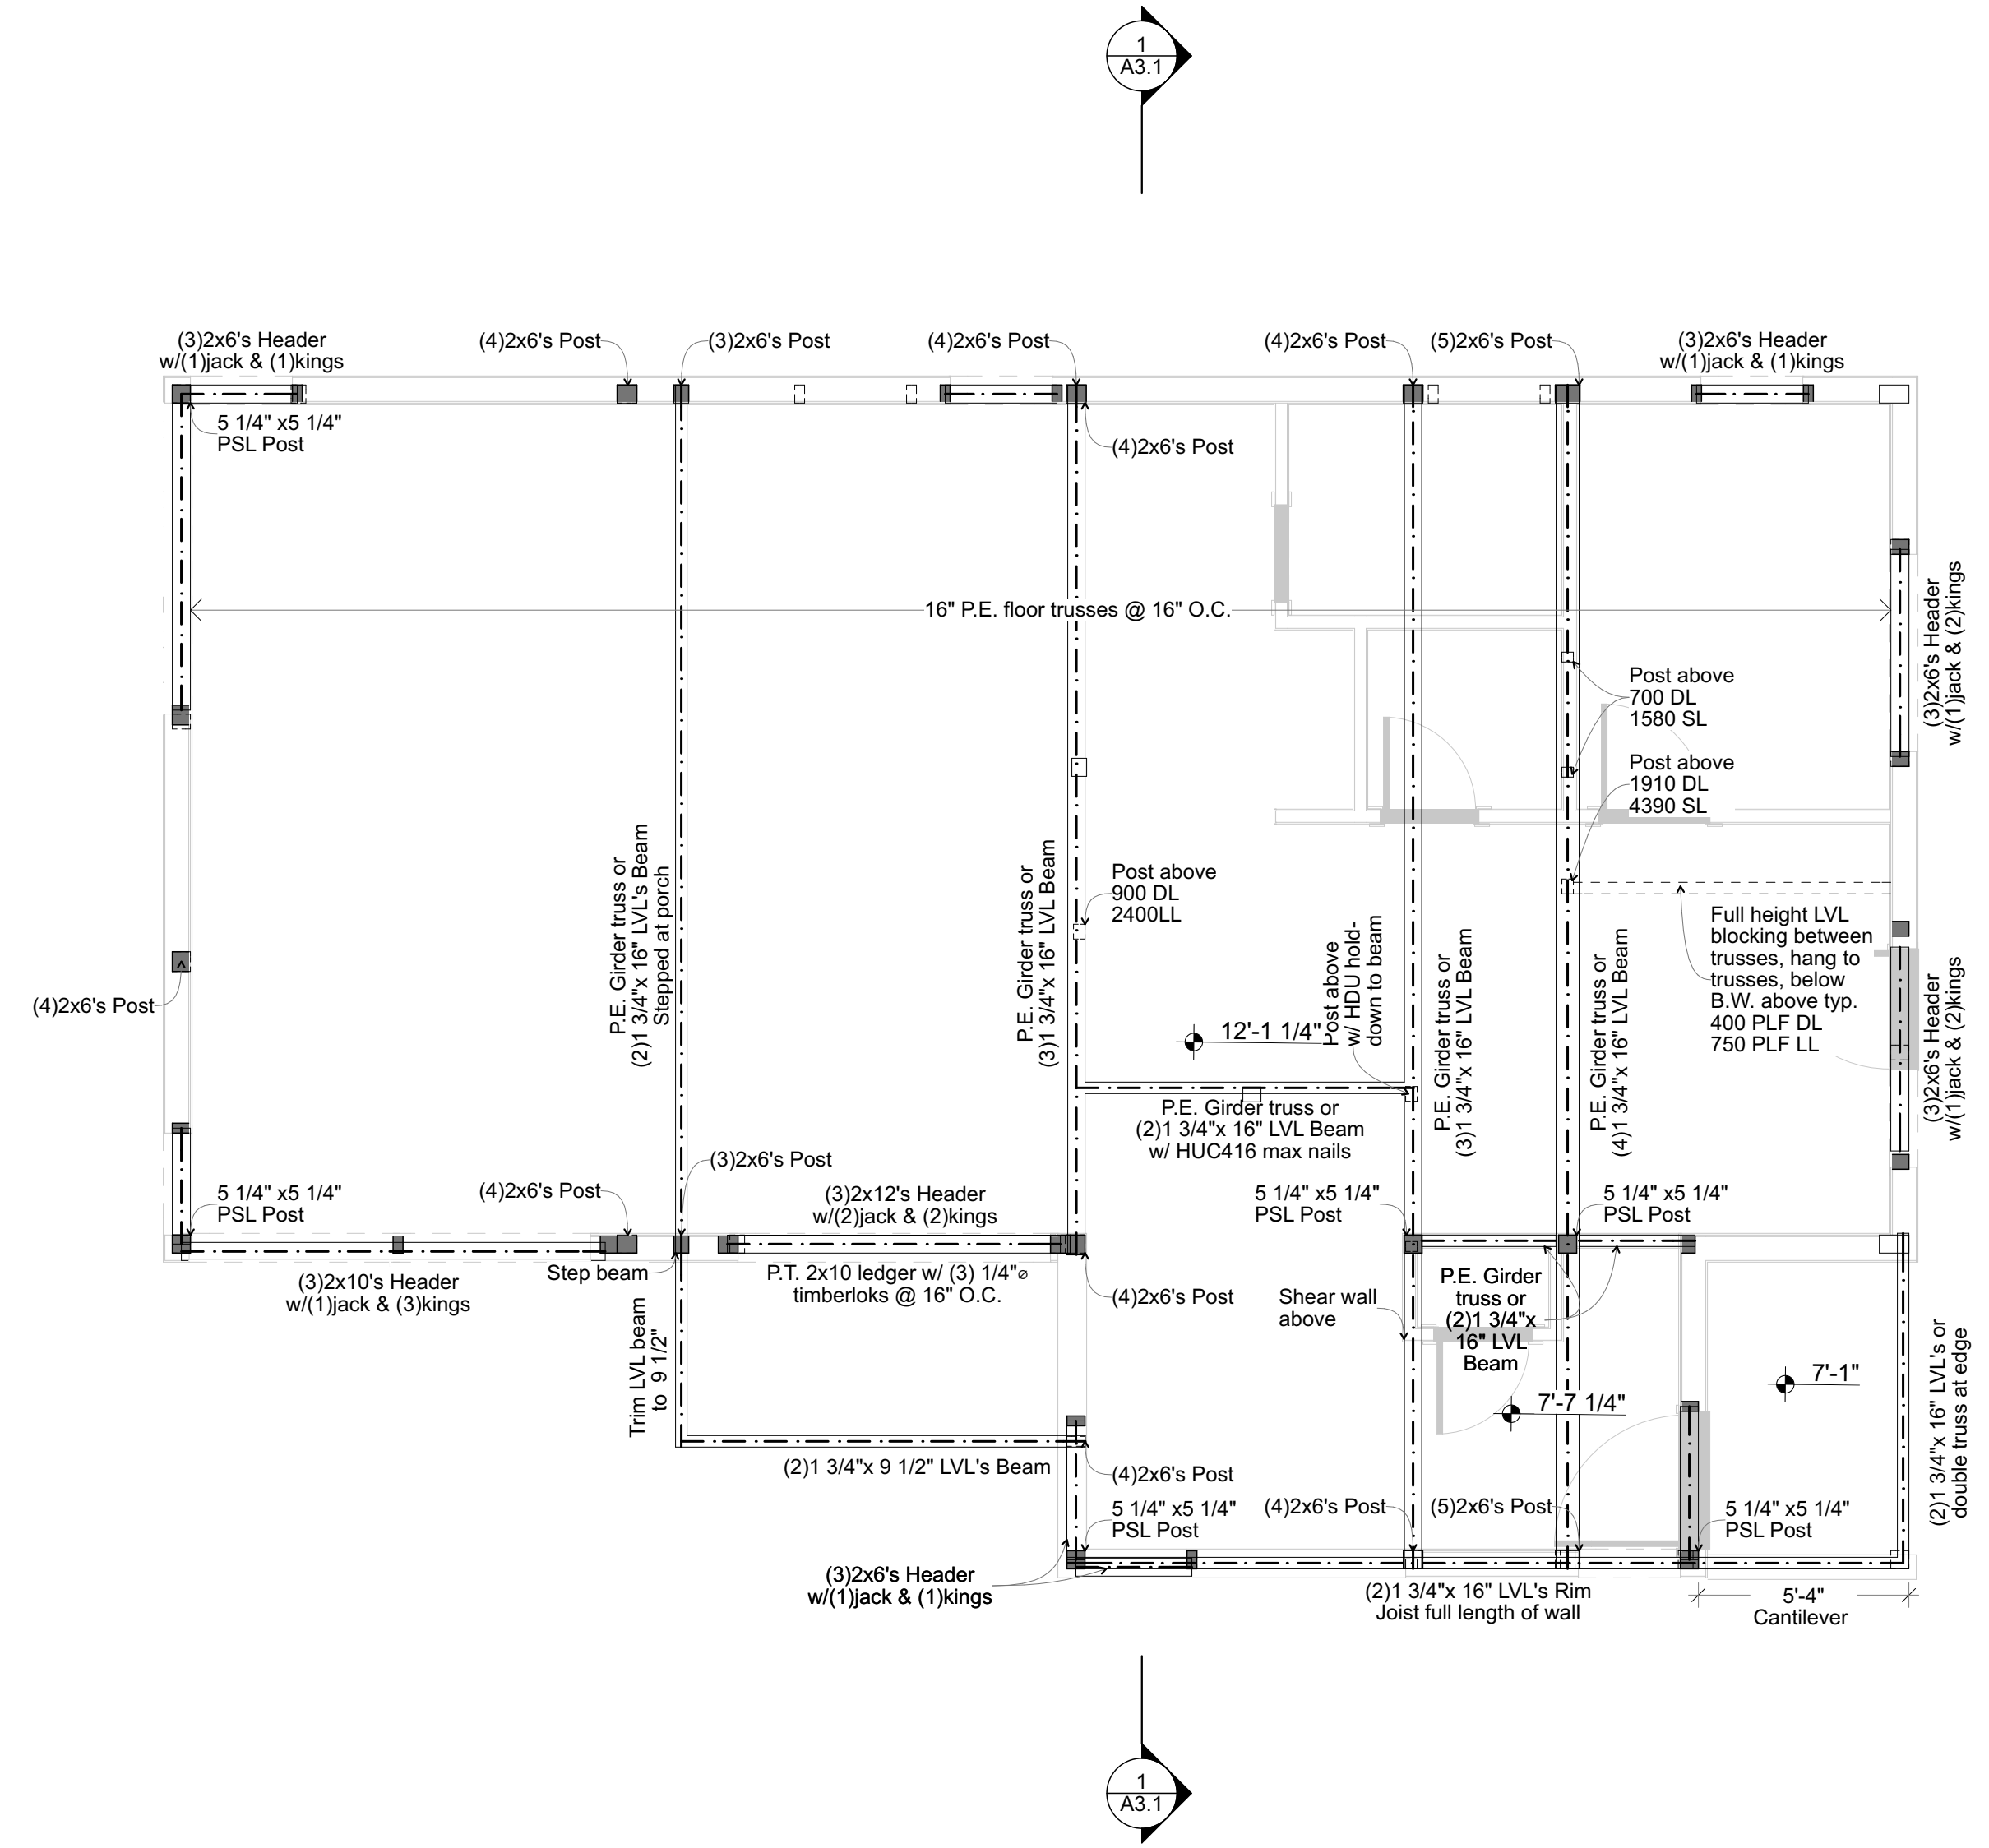 1
A3.1
(3)2x6's Header
w/(1)jack & (1)kings
(4)2x6's Post
(3)2x6's Post
(4)2x6's Post
(4)2x6's Post
(5)2x6's Post
(3)2x6's Header
w/(1)jack & (1)kings
5 1/4" x5 1/4"
PSL Post
(4)2x6's Post
16" P.E. floor trusses @ 16" O.C.
(3)2x6's Header
w/(1)jack & (2)kings
Post above
700 DL
1580 SL
Post above
1910 DL
4390 SL
P.E. Girder truss or
(2)1 3/4"x 16" LVL's Beam
Stepped at porch
P.E. Girder truss or
(3)1 3/4"x 16" LVL Beam
Post above
900 DL
2400LL
Post above
w/ HDU hold-
down to beam
P.E. Girder truss or
(3)1 3/4"x 16" LVL Beam
P.E. Girder truss or
(4)1 3/4"x 16" LVL Beam
Full height LVL
blocking between
trusses, hang to
trusses, below
B.W. above typ.
400 PLF DL
750 PLF LL
(3)2x6's Header
w/(1)jack & (2)kings
(4)2x6's Post
12'-1 1/4"
P.E. Girder truss or
(2)1 3/4"x 16" LVL Beam
w/ HUC416 max nails
(3)2x6's Post
5 1/4" x5 1/4"
PSL Post
(4)2x6's Post
(3)2x12's Header
w/(2)jack & (2)kings
5 1/4" x5 1/4"
PSL Post
5 1/4" x5 1/4"
PSL Post
(3)2x10's Header
w/(1)jack & (3)kings
Step beam
P.T. 2x10 ledger w/ (3) 1/4"⌀
timberloks @ 16" O.C.
(4)2x6's Post
Shear wall
above
P.E. Girder
truss or
(2)1 3/4"x
16" LVL
Beam
Trim LVL beam
to 9 1/2"
7'-7 1/4"
7'-1"
(2)1 3/4"x 16" LVL's or
double truss at edge
(2)1 3/4"x 9 1/2" LVL's Beam
(4)2x6's Post
5 1/4" x5 1/4"
PSL Post
(4)2x6's Post
(5)2x6's Post
5 1/4" x5 1/4"
PSL Post
(3)2x6's Header
w/(1)jack & (1)kings
(2)1 3/4"x 16" LVL's Rim
Joist full length of wall
5'-4"
Cantilever
1
A3.1